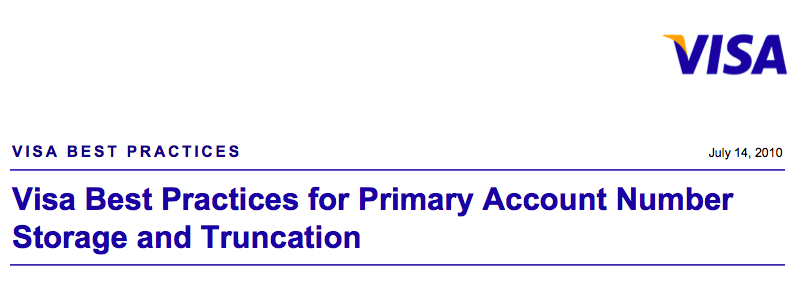 VISA
VISA BEST PRACTICES
July 14, 2010
Visa Best Practices for Primary Account Number
Storage and Truncation